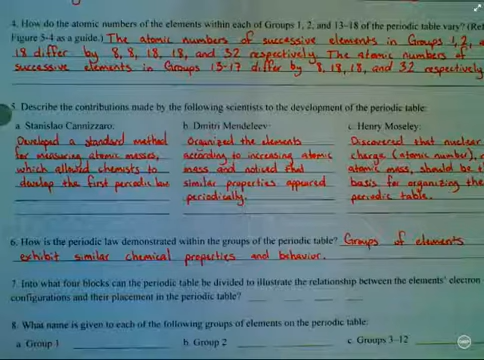 4. How do the atomic numbers of the elements within each of Groups 1, 2, and 13–18 of the periodic table vary? (Re
Figure 5-4 as a guide.) The atomic numbers of successive elements in Groups 1, 2,
18 differ by 8, 8, 18, 18, and 32 respectively. The atomic numbers of
successive elements in Groups 13-17 differ by 8, 18, 18, and 32 respectively
5. Describe the contributions made by the following scientists to the development of the periodic table:
a. Stanislao Cannizzaro:
Developed a standard method
for measuring atomic masses,
which allowed chemists to
develop the first periodic law
b. Dmitri Mendeleev:
Organized the elements
according to increasing atomic
mass and noticed that
similar properties appeared
periodically.
c. Henry Moseley:
Discovered that nuclear
charge (atomic number),
atomic mass, should be t
basis for organizing the
periodic table.
6. How is the periodic law demonstrated within the groups of the periodic table? Groups of elements
exhibit similar chemical properties and behavior.
7. Into what four blocks can the periodic table be divided to illustrate the relationship between the elements' electron
configurations and their placement in the periodic table?
8. What name is given to each of the following groups of elements on the periodic table:
a. Group 1
b. Group 2
c. Groups 3–12